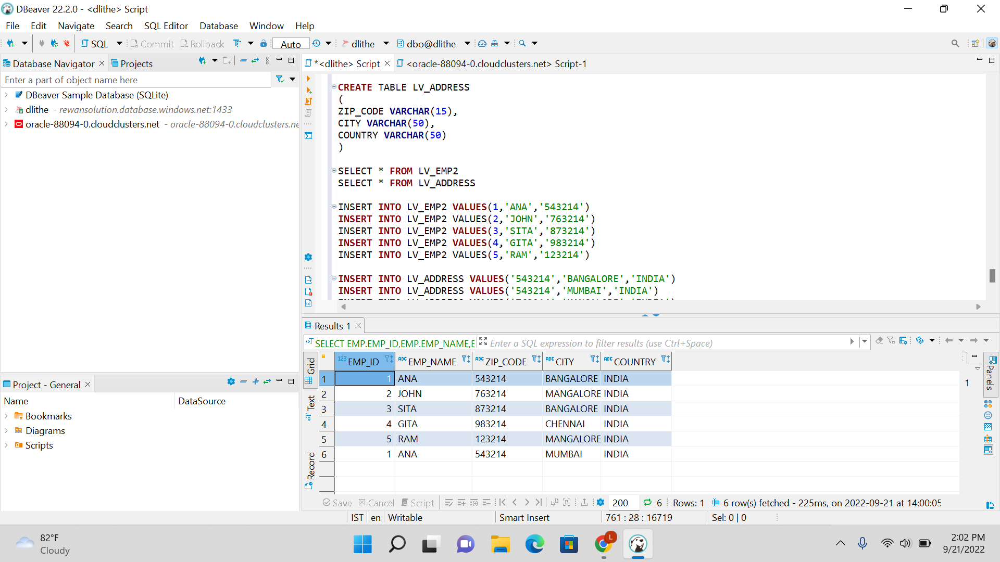 DBeaver 22.2.0 - <dlithe> Script
File Edit Navigate Search SQL Editor Database Window Help
SQL Commit Rollback Auto dlithe dbo@dlithe
Database Navigator Projects
Enter a part of object name here
DBeaver Sample Database (SQLite)
dlithe - rewansolution.database.windows.net:1433
oracle-88094-0.cloudclusters.net - oracle-88094-0.cloudclusters.ne
*<dlithe> Script <oracle-88094-0.cloudclusters.net> Script-1
CREATE TABLE LV_ADDRESS
(
ZIP_CODE VARCHAR(15),
CITY VARCHAR(50),
COUNTRY VARCHAR(50)
)
SELECT * FROM LV_EMP2
SELECT * FROM LV_ADDRESS
INSERT INTO LV_EMP2 VALUES(1,'ANA','543214')
INSERT INTO LV_EMP2 VALUES(2,'JOHN','763214')
INSERT INTO LV_EMP2 VALUES(3,'SITA','873214')
INSERT INTO LV_EMP2 VALUES(4,'GITA','983214')
INSERT INTO LV_EMP2 VALUES(5,'RAM','123214')
INSERT INTO LV_ADDRESS VALUES('543214','BANGALORE','INDIA')
INSERT INTO LV_ADDRESS VALUES('543214','MUMBAI','INDIA')
Results 1
SELECT EMP.EMP_ID,EMP.EMP_NAME,E Enter a SQL expression to filter results (use Ctrl+Space)
Grid
Text
Record
123 EMP_ID ABC EMP_NAME ABC ZIP_CODE ABC CITY ABC COUNTRY
1 1 ANA 543214 BANGALORE INDIA
2 2 JOHN 763214 MANGALORE INDIA
3 3 SITA 873214 BANGALORE INDIA
4 4 GITA 983214 CHENNAI INDIA
5 5 RAM 123214 MANGALORE INDIA
6 1 ANA 543214 MUMBAI INDIA
1
Panels
Save Cancel Script 200 6 Rows: 1 6 row(s) fetched - 225ms, on 2022-09-21 at 14:00:05
Project - General
Name DataSource
Bookmarks
Diagrams
Scripts
IST en Writable Smart Insert 761 : 28 : 16719 Sel: 0 | 0
82°F
Cloudy
L
2:02 PM
9/21/2022